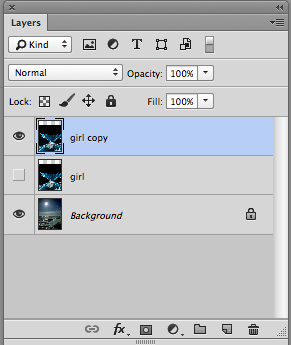 Layers
Kind
Normal Opacity: 100%
Lock: Fill: 100%
girl copy
girl
Background
fx